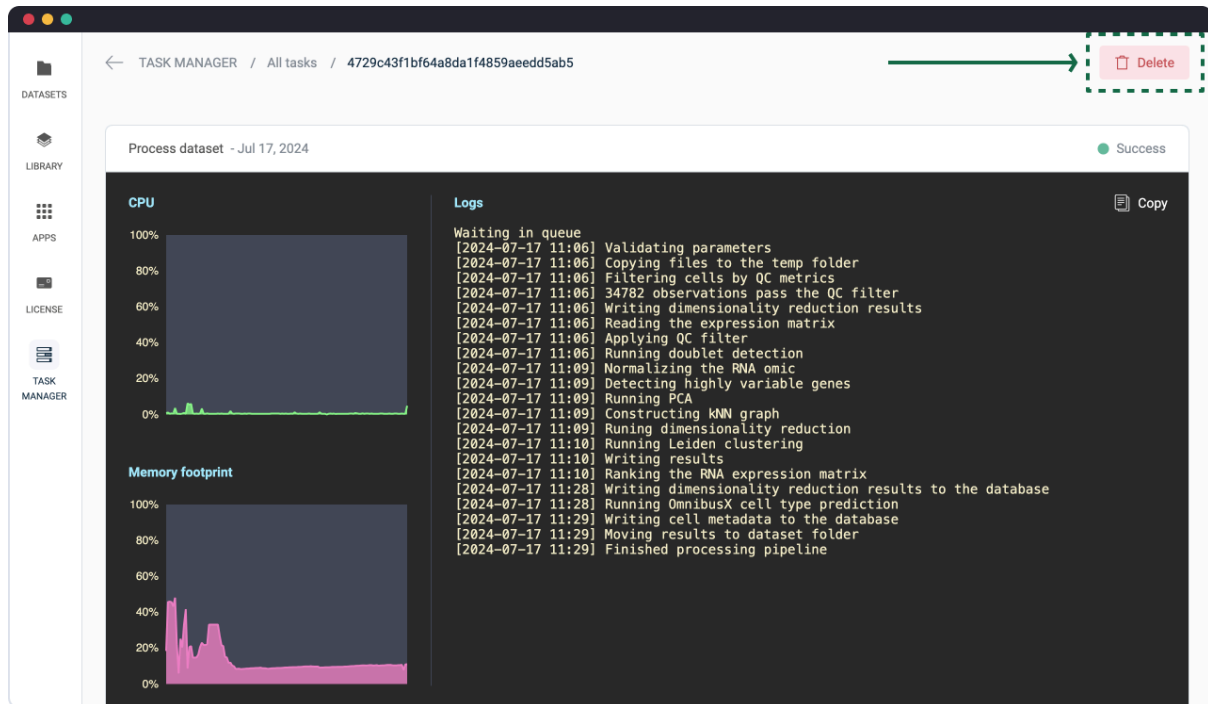 TASK MANAGER / All tasks / 4729c43f1bf64a8da1f4859aeedd5ab5
Delete
DATASETS
LIBRARY
APPS
LICENSE
TASK
MANAGER
Process dataset - Jul 17, 2024
Success
CPU
100%
80%
60%
40%
20%
0%
Memory footprint
100%
80%
60%
40%
20%
0%
Logs
Copy
Waiting in queue
[2024-07-17 11:06] Validating parameters
[2024-07-17 11:06] Copying files to the temp folder
[2024-07-17 11:06] Filtering cells by QC metrics
[2024-07-17 11:06] 34782 observations pass the QC filter
[2024-07-17 11:06] Writing dimensionality reduction results
[2024-07-17 11:06] Reading the expression matrix
[2024-07-17 11:06] Applying QC filter
[2024-07-17 11:06] Running doublet detection
[2024-07-17 11:09] Normalizing the RNA omic
[2024-07-17 11:09] Detecting highly variable genes
[2024-07-17 11:09] Running PCA
[2024-07-17 11:09] Constructing kNN graph
[2024-07-17 11:09] Runing dimensionality reduction
[2024-07-17 11:10] Running Leiden clustering
[2024-07-17 11:10] Writing results
[2024-07-17 11:10] Ranking the RNA expression matrix
[2024-07-17 11:28] Writing dimensionality reduction results to the database
[2024-07-17 11:28] Running OmnibusX cell type prediction
[2024-07-17 11:29] Writing cell metadata to the database
[2024-07-17 11:29] Moving results to dataset folder
[2024-07-17 11:29] Finished processing pipeline